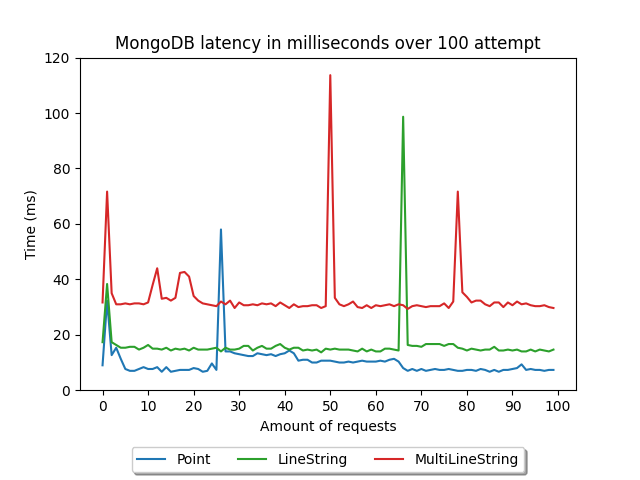 MongoDB latency in milliseconds over 100 attempt
120
100
80
60
40
20
0
Time (ms)
0 10 20 30 40 50 60 70 80 90 100
Amount of requests
Point LineString MultiLineString